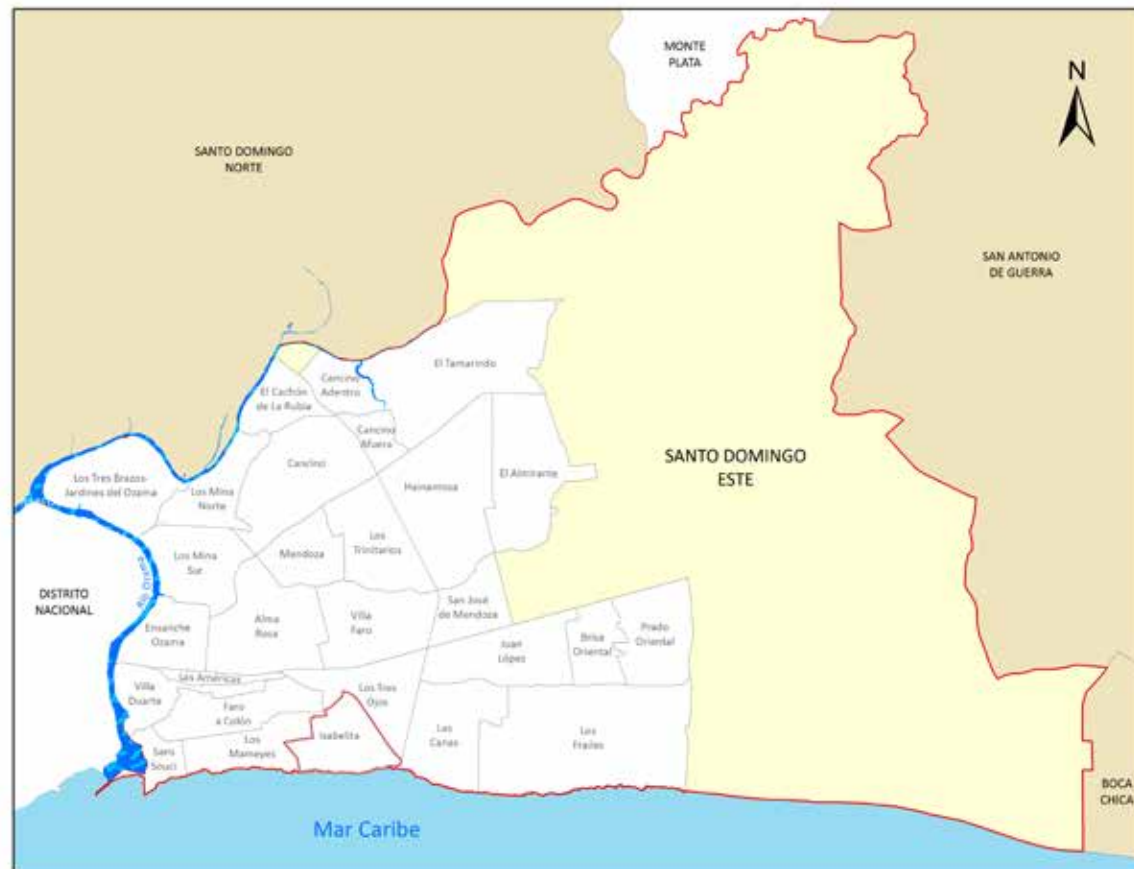 MONTE
PLATA
N
SANTO DOMINGO
NORTE
SAN ANTONIO
DE GUERRA
El Tamarindo
Cancino
Adentro
El Cachón
de La Rubia
Cancino
Afuera
Cancino
SANTO DOMINGO
ESTE
Los Tres Brazos-
Jardines del Ozama
Los Mina
Norte
Hainamosa
El Almirante
Los Mina
Sur
Mendoza
Los
Trinitarios
Río Ozama
DISTRITO
NACIONAL
San José
de Mendoza
Ensanche
Ozama
Alma
Rosa
Villa
Faro
Juan
López
Brisa
Oriental
Prado
Oriental
Las Américas
Villa
Duarte
Los Tres
Ojos
Faro
a Colón
Isabelita
Los
Mameyes
Sans
Souci
Las
Canas
Los
Frailes
BOCA
CHICA
Mar Caribe